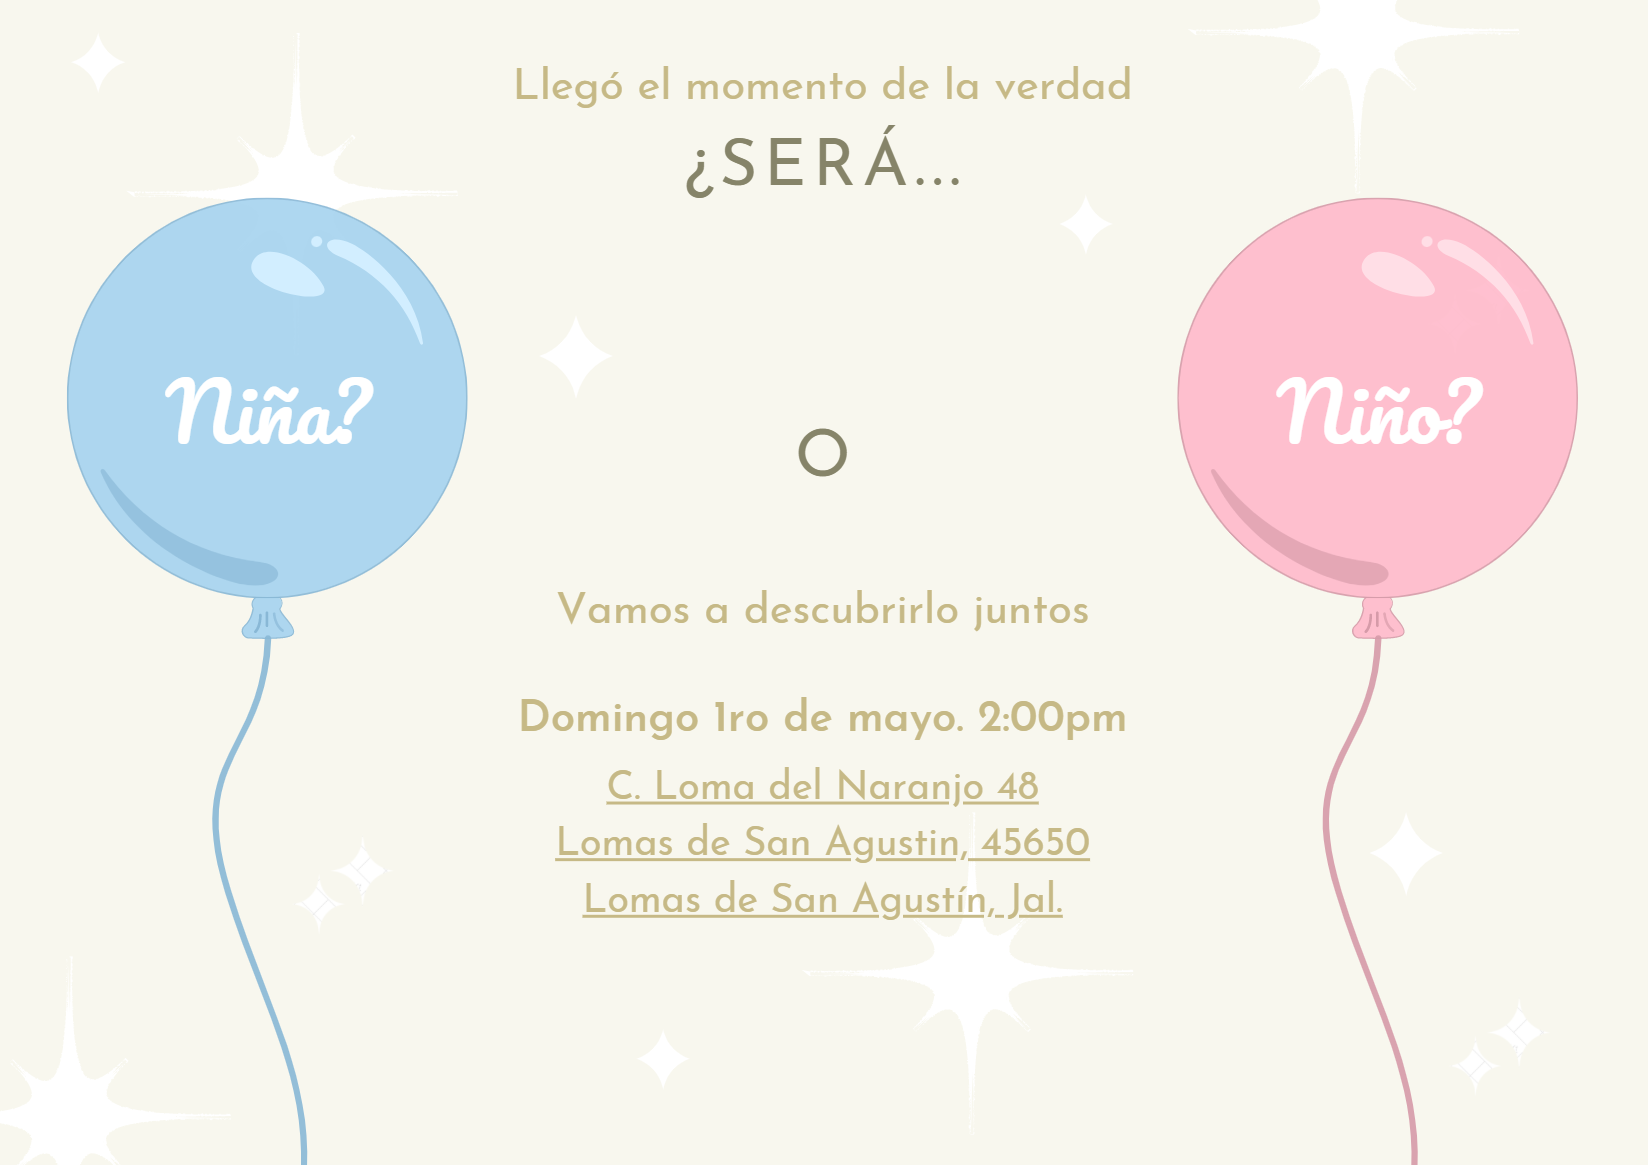 Llegó el momento de la verdad
¿SERÁ...
Niña?
O
Niño?
Vamos a descubrirlo juntos
Domingo 1ro de mayo. 2:00pm
C. Loma del Naranjo 48
Lomas de San Agustin, 45650
Lomas de San Agustín, Jal.